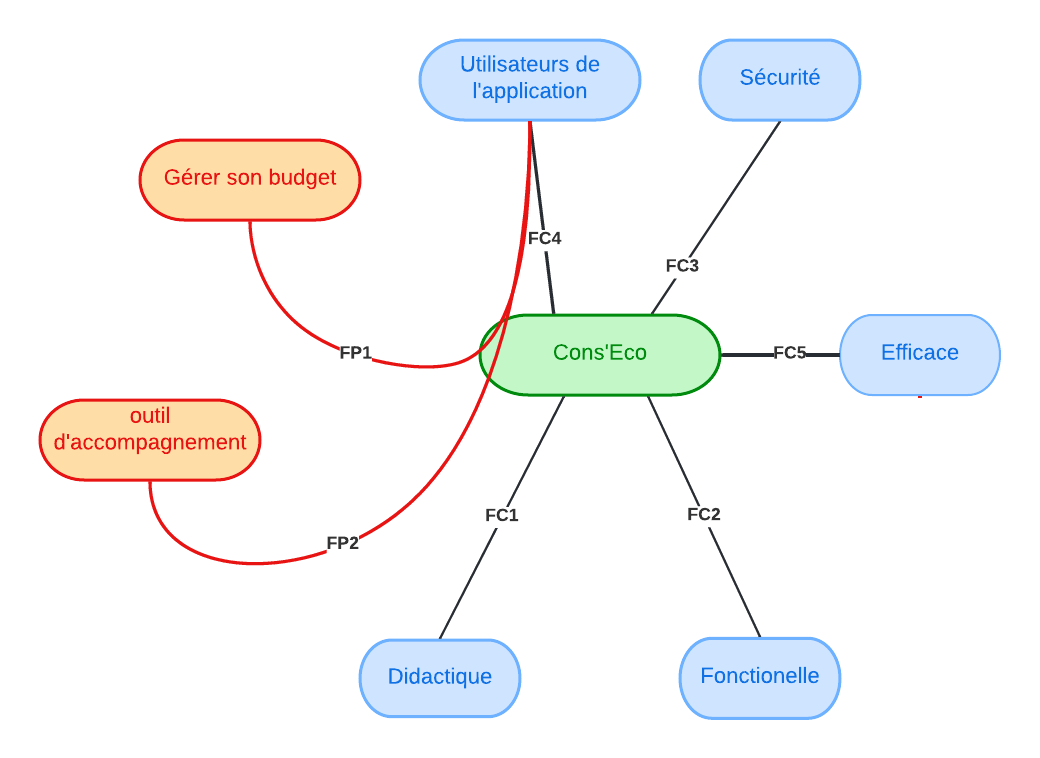 Utilisateurs de
l'application
Sécurité
Gérer son budget
FC4
FC3
FP1
Cons'Eco
FC5
Efficace
outil
d'accompagnement
FC1
FC2
FP2
Didactique
Fonctionelle